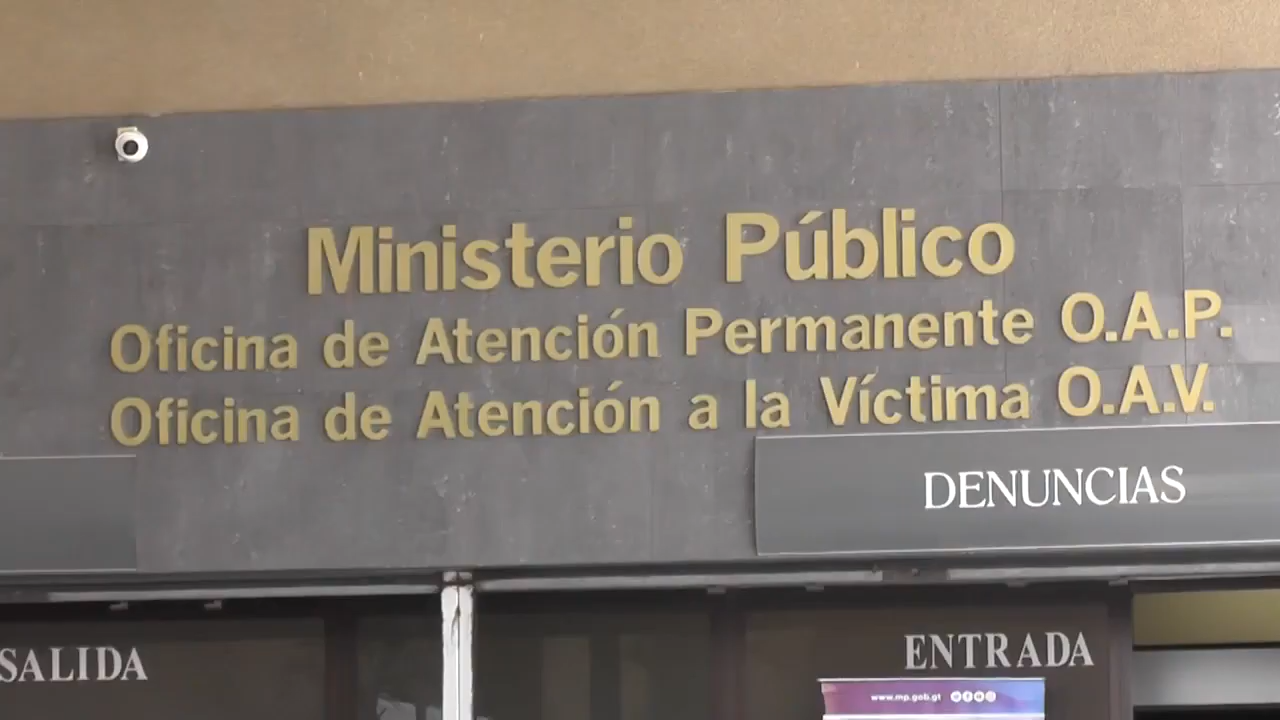 Ministerio Público
Oficina de Atención Permanente O.A.P.
Oficina de Atención a la Víctima O.A.V.
DENUNCIAS
SALIDA
ENTRADA
www.mp.gob.gt